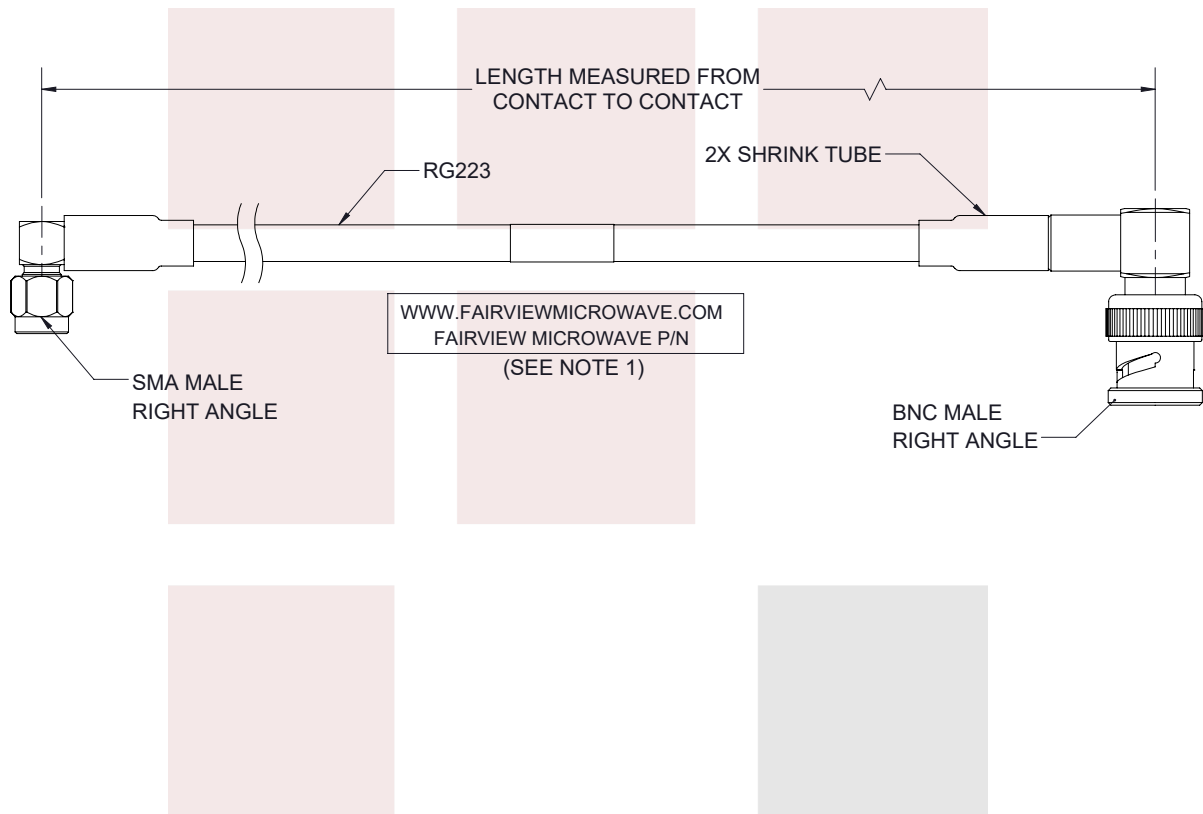 LENGTH MEASURED FROM
CONTACT TO CONTACT
2X SHRINK TUBE
RG223
WWW.FAIRVIEWMICROWAVE.COM
FAIRVIEW MICROWAVE P/N
(SEE NOTE 1)
SMA MALE
RIGHT ANGLE
BNC MALE
RIGHT ANGLE